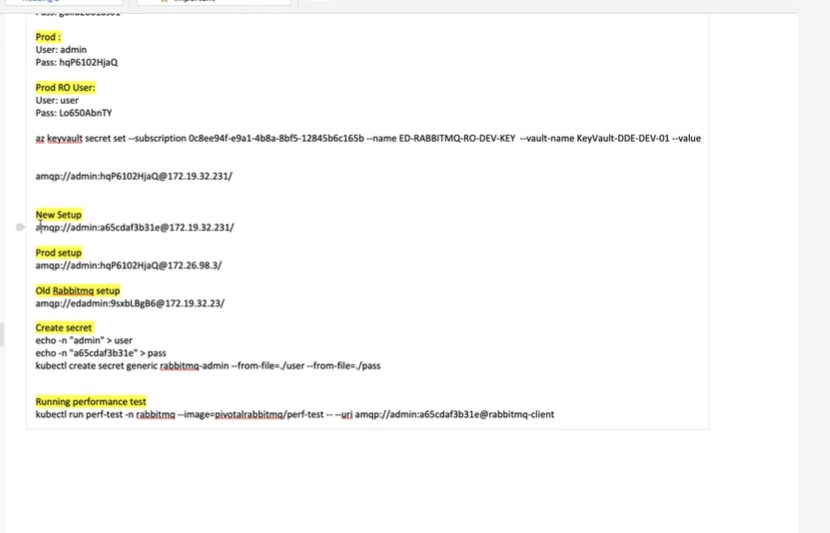 Prod :
User: admin
Pass: hqP6102HjaQ
Prod RO User:
User: user
Pass: Lo650AbnTY
az keyvault secret set --subscription 0c8ee94f-e9a1-4b8a-8bf5-12845b6c165b --name ED-RABBITMQ-RO-DEV-KEY --vault-name KeyVault-DDE-DEV-01 --value
amqp://admin:hqP6102HjaQ@172.19.32.231/
New Setup
amqp://admin:a65cdaf3b31e@172.19.32.231/
Prod setup
amqp://admin:hqP6102HjaQ@172.26.98.3/
Old Rabbitmq setup
amqp://edadmin:9sxbLBgB6@172.19.32.23/
Create secret
echo -n "admin" > user
echo -n "a65cdaf3b31e" > pass
kubectl create secret generic rabbitmq-admin --from-file=./user --from-file=./pass
Running performance test
kubectl run perf-test -n rabbitmq --image=pivotalrabbitmq/perf-test -- --uri amqp://admin:a65cdaf3b31e@rabbitmq-client